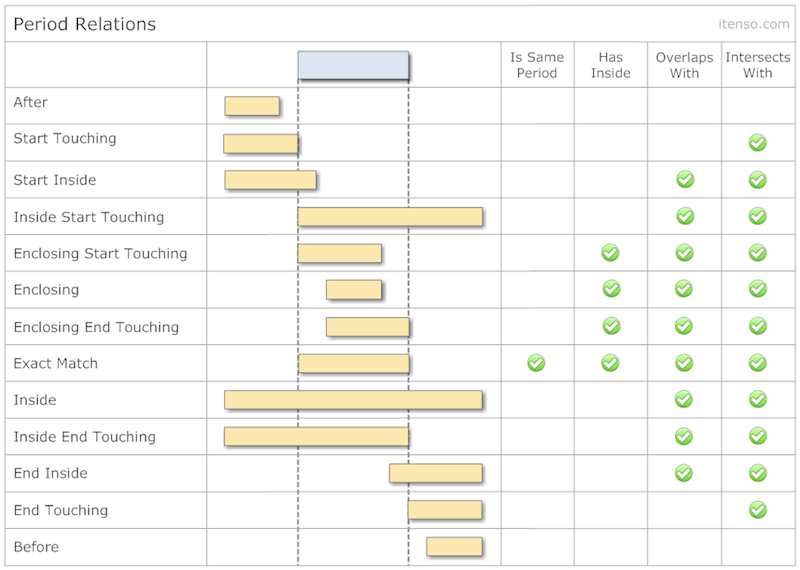 Period Relations
itenso.com
Is Same
Period
Has
Inside
Overlaps
With
Intersects
With
After
Start Touching
Start Inside
Inside Start Touching
Enclosing Start Touching
Enclosing
Enclosing End Touching
Exact Match
Inside
Inside End Touching
End Inside
End Touching
Before